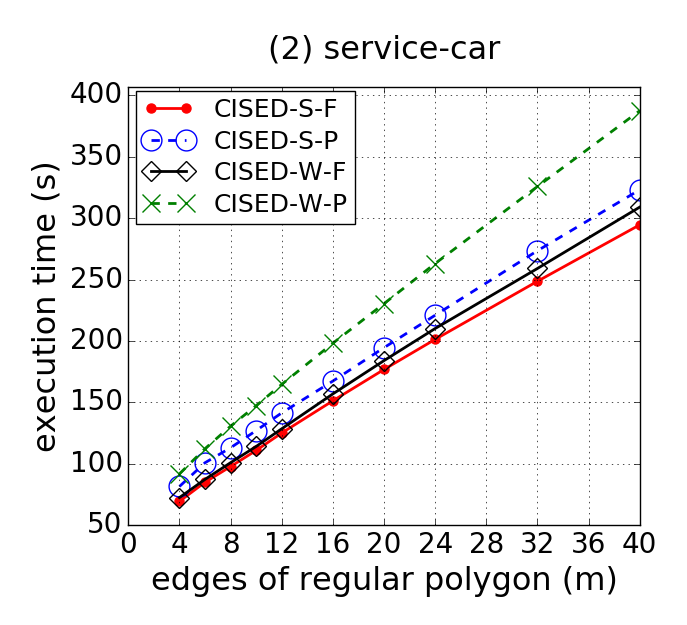 (2) service-car
CISED-S-F
CISED-S-P
CISED-W-F
CISED-W-P
execution time (s)
400
350
300
250
200
150
100
50
0 4 8 12 16 20 24 28 32 36 40
edges of regular polygon (m)